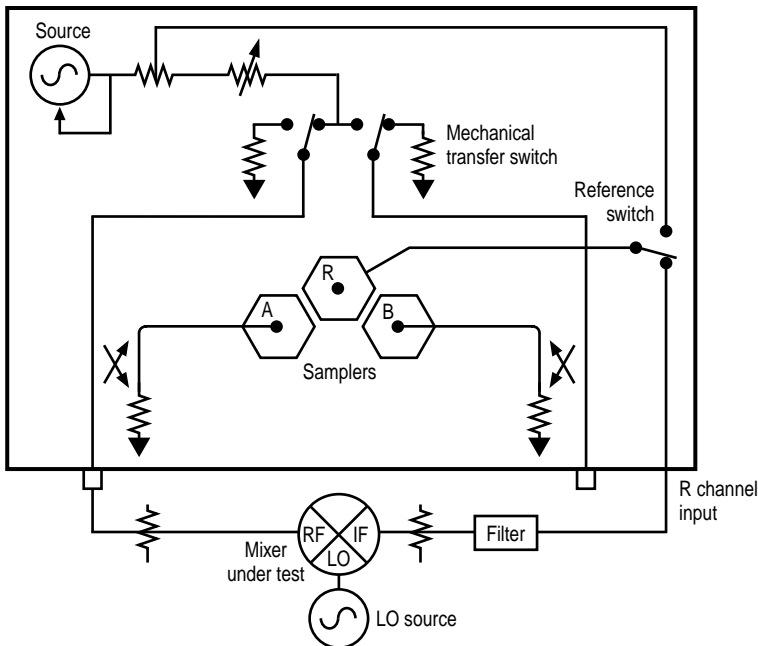 Source
Mechanical
transfer switch
Reference
switch
R
A
B
Samplers
R channel
input
RF
IF
LO
Filter
Mixer
under test
LO source